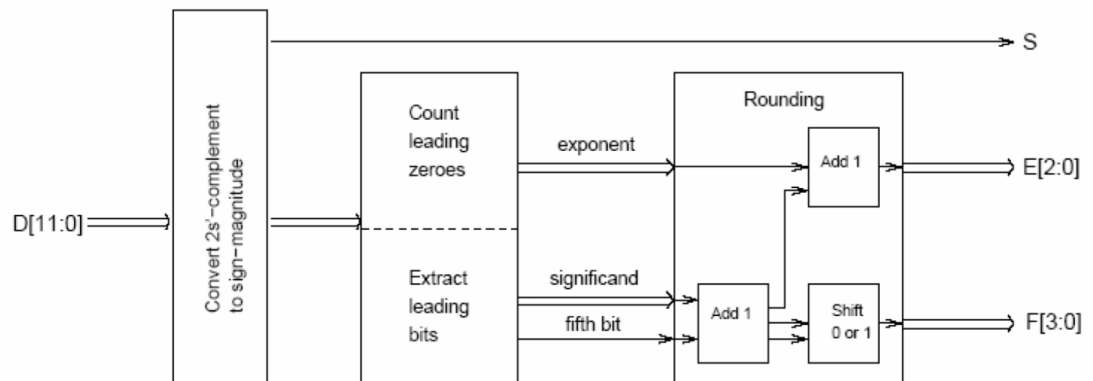 S
Rounding
Count
leading
zeroes
exponent
Add 1
E[2:0]
D[11:0]
Convert 2s'−complement
to sign−magnitude
Extract
leading
bits
significand
fifth bit
Add 1
Shift
0 or 1
F[3:0]